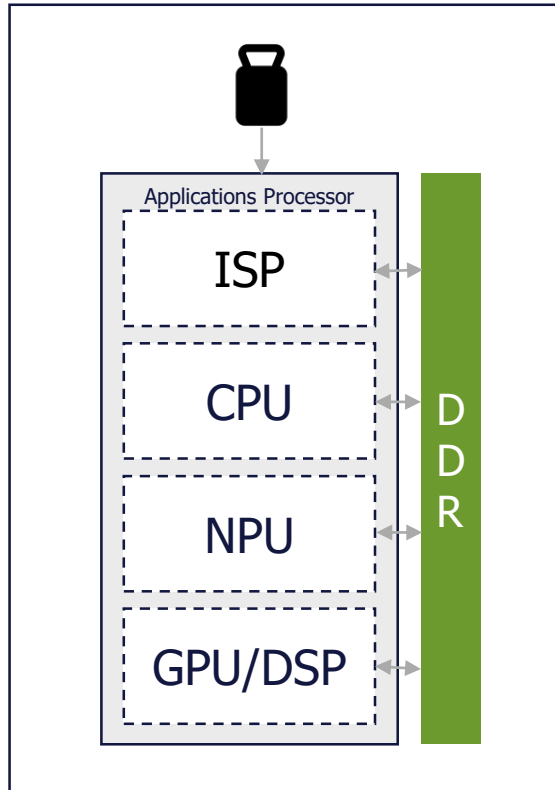 Applications Processor
ISP
CPU
NPU
GPU/DSP
D
D
R